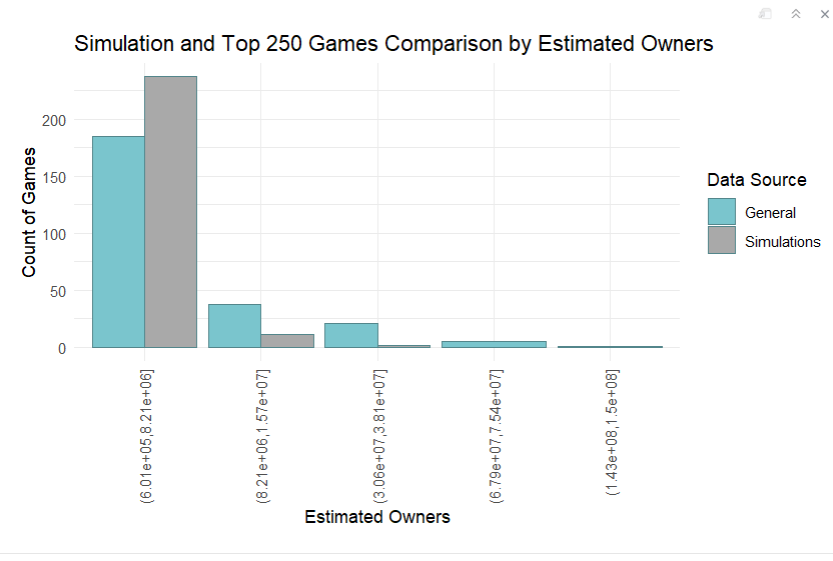 Simulation and Top 250 Games Comparison by Estimated Owners
Count of Games
200
150
100
50
0
(6.01e+05,8.21e+06]
(8.21e+06,1.57e+07]
(3.06e+07,3.81e+07]
(6.79e+07,7.54e+07]
(1.43e+08,1.5e+08]
Estimated Owners
Data Source
General
Simulations